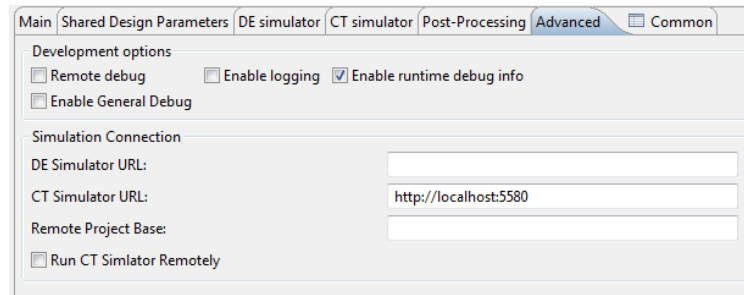 Main Shared Design Parameters DE simulator CT simulator Post-Processing Advanced Common
Development options
Remote debug Enable logging Enable runtime debug info
Enable General Debug
Simulation Connection
DE Simulator URL:
CT Simulator URL: http://localhost:5580
Remote Project Base:
Run CT Simlator Remotely